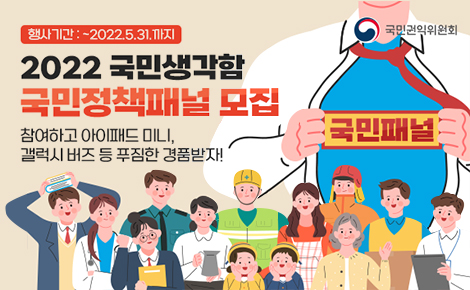 행사기간 : ~2022.5.31.까지
국민권익위원회
2022 국민생각함
국민정책패널 모집
참여하고 아이패드 미니,
갤럭시 버즈 등 푸짐한 경품받자!
국민패널